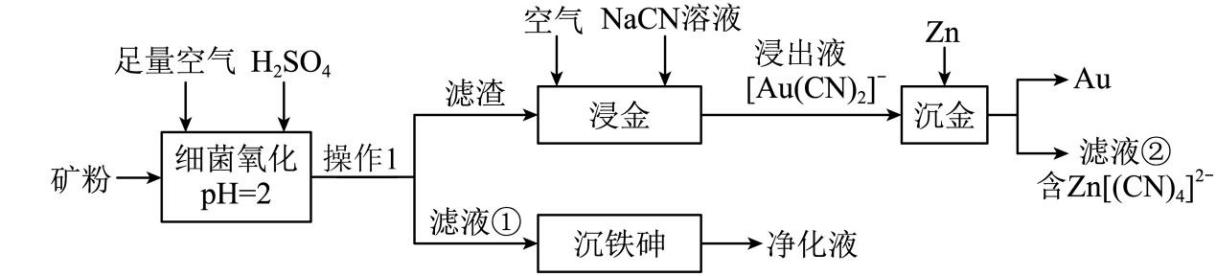 空气 NaCN溶液
足量空气 H₂SO₄
Zn
浸出液
[Au(CN)₂]⁻
滤渣
浸金
沉金
Au
矿粉
细菌氧化
pH=2
操作1
滤液②
含Zn[(CN)₄]²⁻
滤液①
沉铁砷
净化液